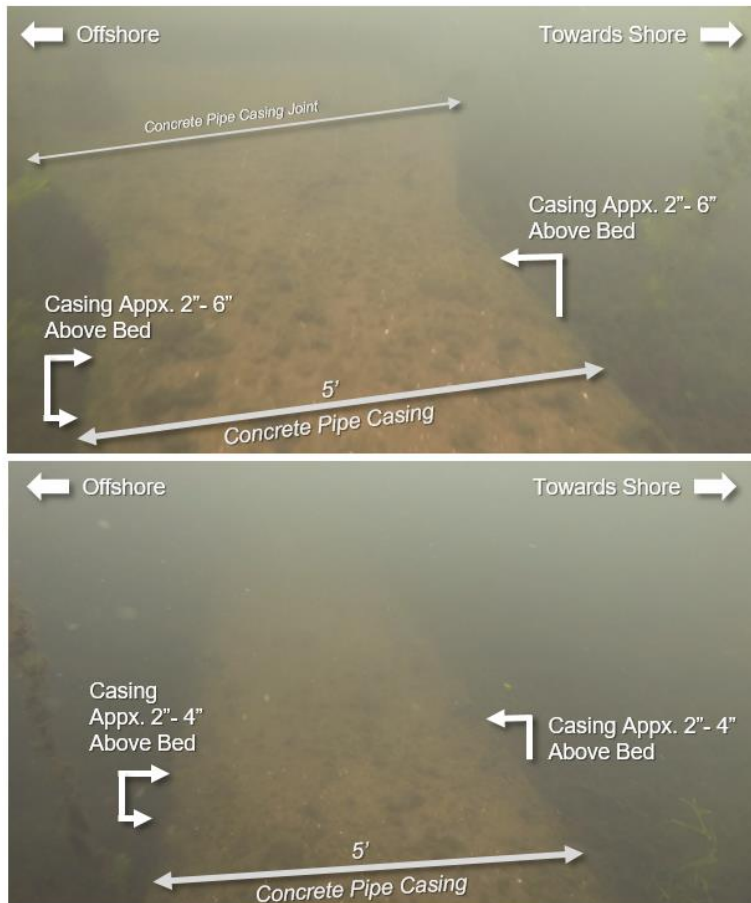 Offshore
Towards Shore
Concrete Pipe Casing Joint
Casing Appx. 2”- 6”
Above Bed
Casing Appx. 2”- 6”
Above Bed
5’
Concrete Pipe Casing
Offshore
Towards Shore
Casing
Appx. 2”- 4”
Above Bed
Casing Appx. 2”- 4”
Above Bed
5’
Concrete Pipe Casing